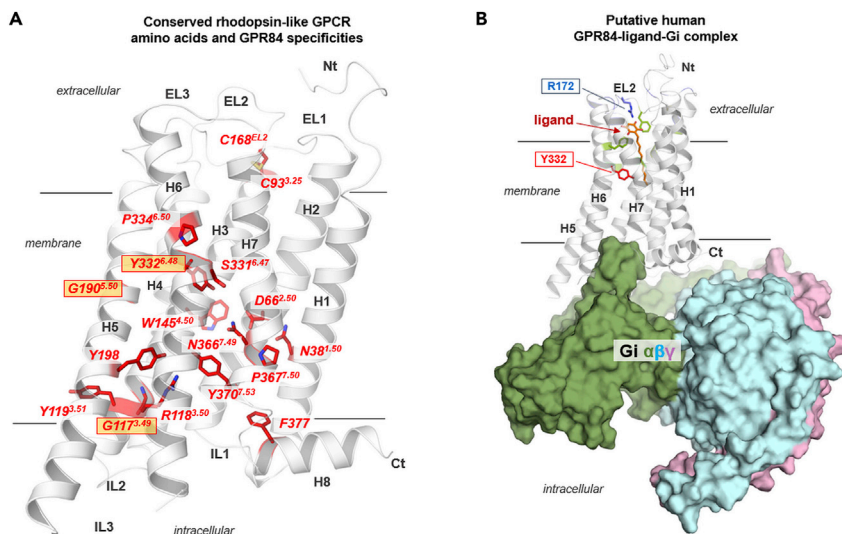 A
Conserved rhodopsin-like GPCR
amino acids and GPR84 specificities
Nt
extracellular
EL3
EL2
EL1
C168EL2
C933.25
H6
H2
P3346.50
H3
membrane
H7
Y3326.48
S3316.47
G1905.50
H4
D662.50
H1
W1454.50
H5
N3667.49
N381.50
Y198
P3677.50
Y3707.53
Y1193.51
R1183.50
F377
G1173.49
IL1
Ct
H8
IL2
IL3
intracellular
B
Putative human
GPR84-ligand-Gi complex
Nt
R172
EL2
extracellular
ligand
Y332
membrane
H6
H1
H7
H5
Ct
Gi αβγ
intracellular